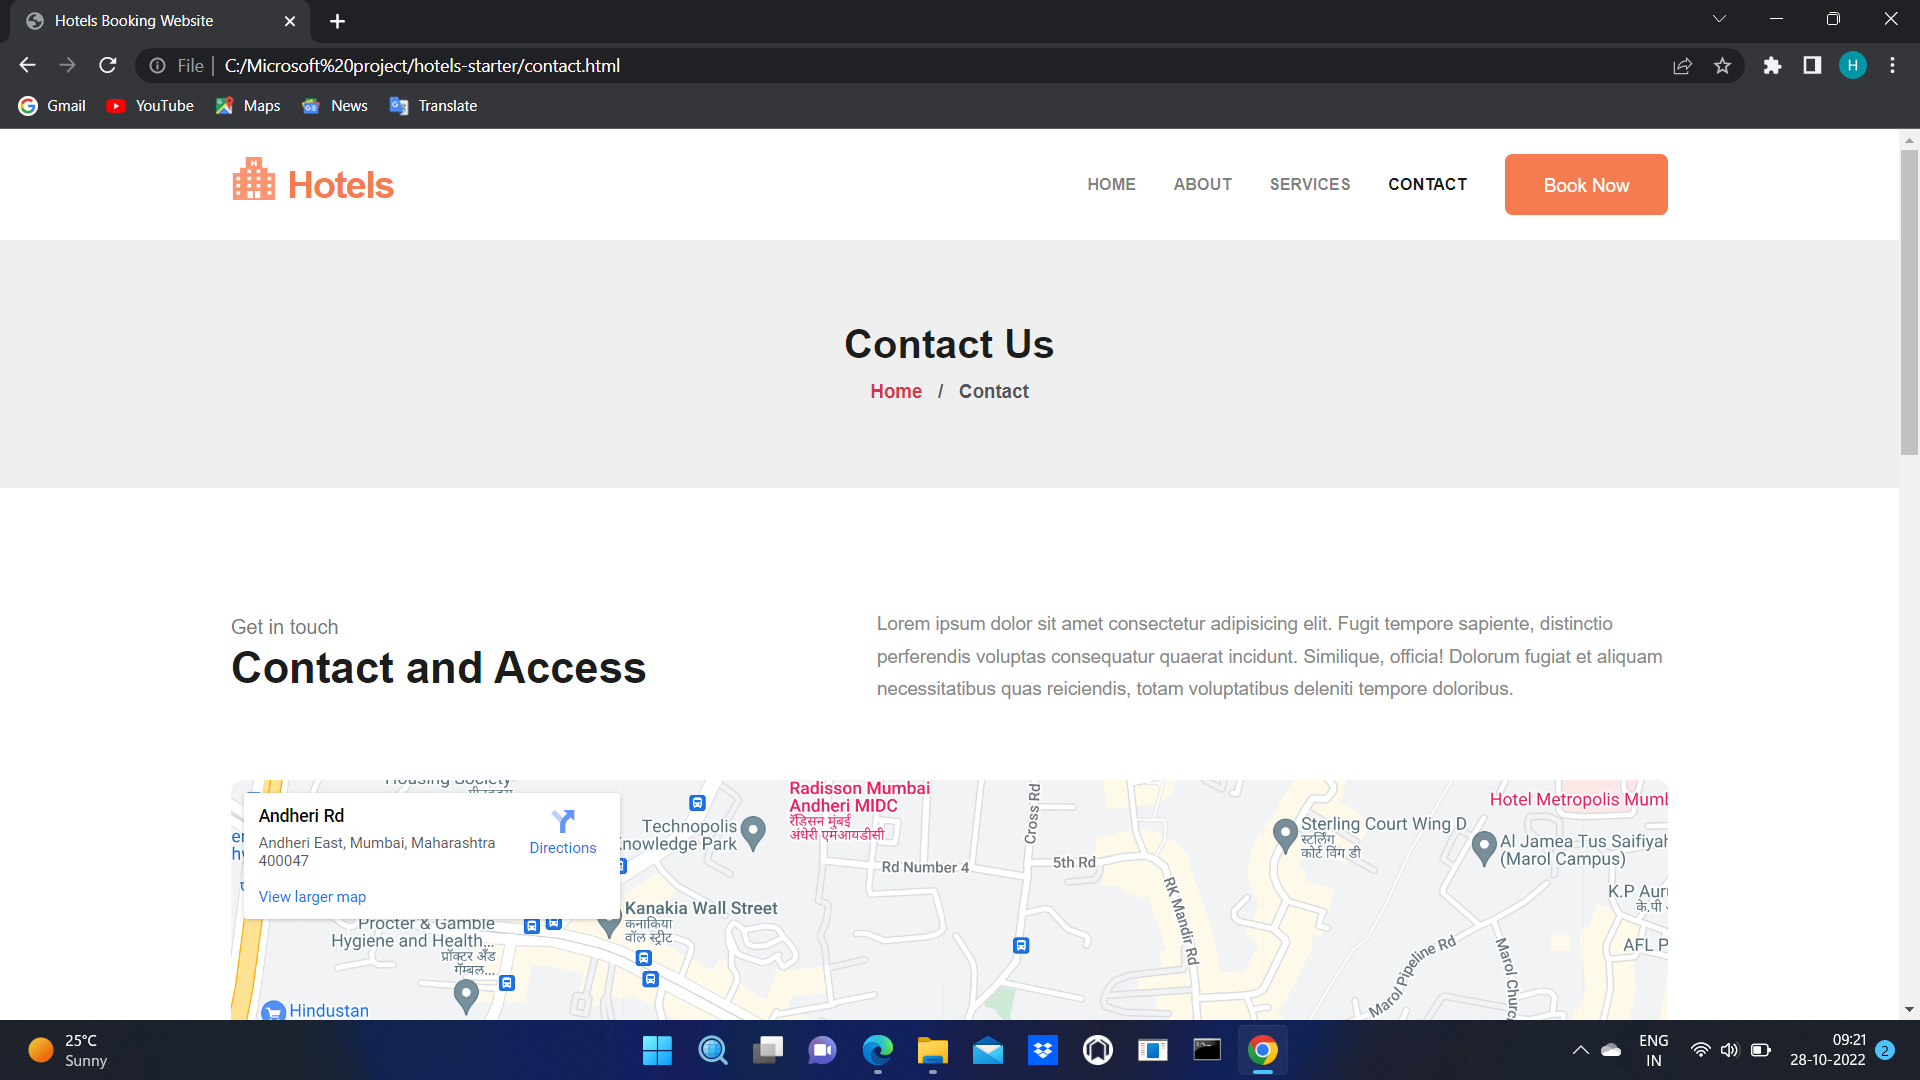 Hotels Booking Website
File
C:/Microsoft%20project/hotels-starter/contact.html
H
Gmail
YouTube
Maps
News
Translate
H
Hotels
HOME
ABOUT
SERVICES
CONTACT
Book Now
Contact Us
Home / Contact
Get in touch
Contact and Access
Lorem ipsum dolor sit amet consectetur adipisicing elit. Fugit tempore sapiente, distinctio
perferendis voluptas consequatur quaerat incidunt. Similique, officia! Dolorum fugiat et aliquam
necessitatibus quas reiciendis, totam voluptatibus deleniti tempore doloribus.
Andheri Rd
Andheri East, Mumbai, Maharashtra
400047
Directions
View larger map
Technopolis
Knowledge Park
Radisson Mumbai
Andheri MIDC
रॅडिसन मुंबई
अंधेरी एमआयडीसी
Cross Rd
Rd Number 4
5th Rd
RK Mandir Rd
Sterling Court Wing D
स्टर्लिंग
कोर्ट विंग डी
Hotel Metropolis Mumb
Al Jamea Tus Saifiyah
(Marol Campus)
K.P Auru
के.पी
AFL P
Marol Pipeline Rd
Marol Churc
Kanakia Wall Street
कनाकिया
वॉल स्ट्रीट
Procter & Gamble
Hygiene and Health...
प्रॉक्टर अँड
गॅम्बल...
Hindustan
25°C
Sunny
ENG
IN
09:21
28-10-2022
2